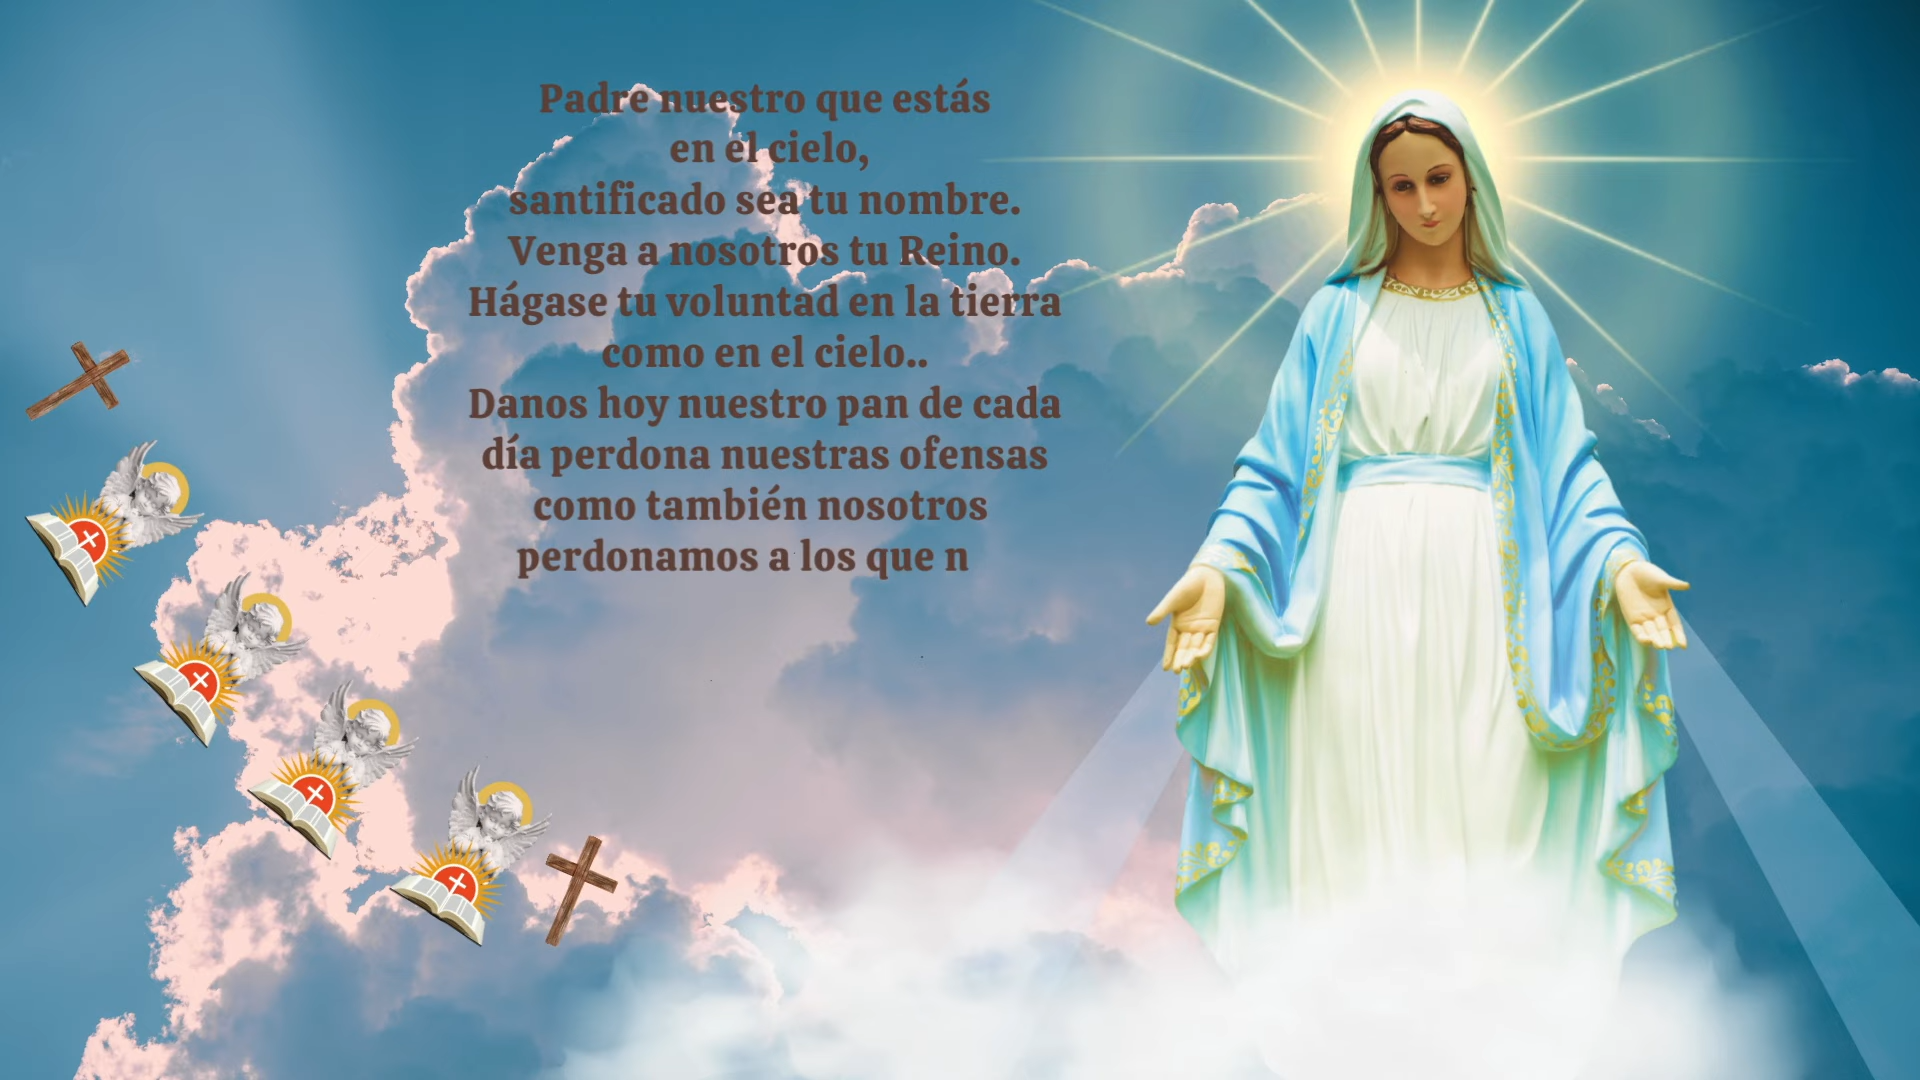 Padre nuestro que estás
en el cielo,
santificado sea tu nombre.
Venga a nosotros tu Reino.
Hágase tu voluntad en la tierra
como en el cielo..
Danos hoy nuestro pan de cada
día perdona nuestras ofensas
como también nosotros
perdonamos a los que n